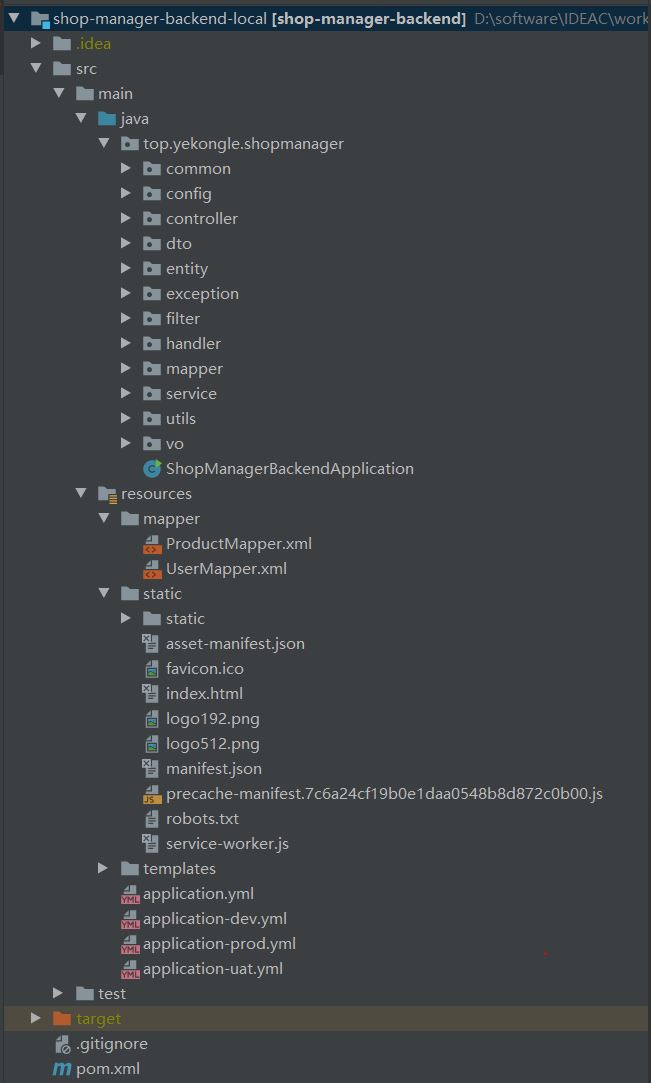 shop-manager-backend-local [shop-manager-backend] D:\software\IDEAC\work
.idea
src
main
java
top.yekongle.shopmanager
common
config
controller
dto
entity
exception
filter
handler
mapper
service
utils
vo
ShopManagerBackendApplication
resources
mapper
ProductMapper.xml
UserMapper.xml
static
static
asset-manifest.json
favicon.ico
index.html
logo192.png
logo512.png
manifest.json
precache-manifest.7c6a24cf19b0e1daa0548b8d872c0b00.js
robots.txt
service-worker.js
templates
application.yml
application-dev.yml
application-prod.yml
application-uat.yml
test
target
.gitignore
pom.xml